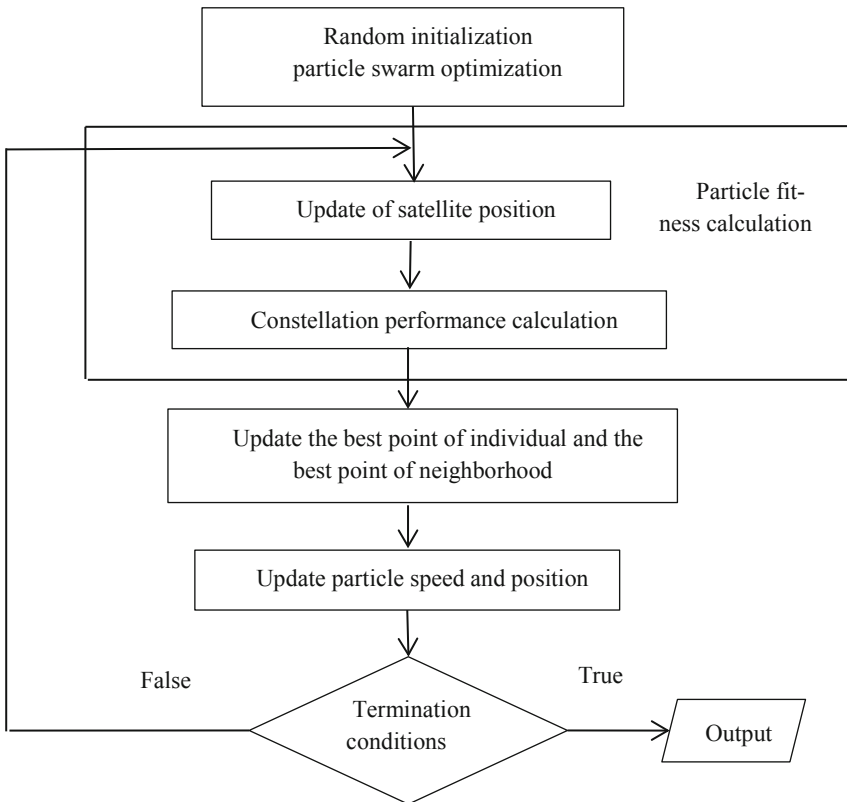 Random initialization
particle swarm optimization
Update of satellite position
Particle fit-
ness calculation
Constellation performance calculation
Update the best point of individual and the
best point of neighborhood
Update particle speed and position
False
True
Termination
conditions
Output